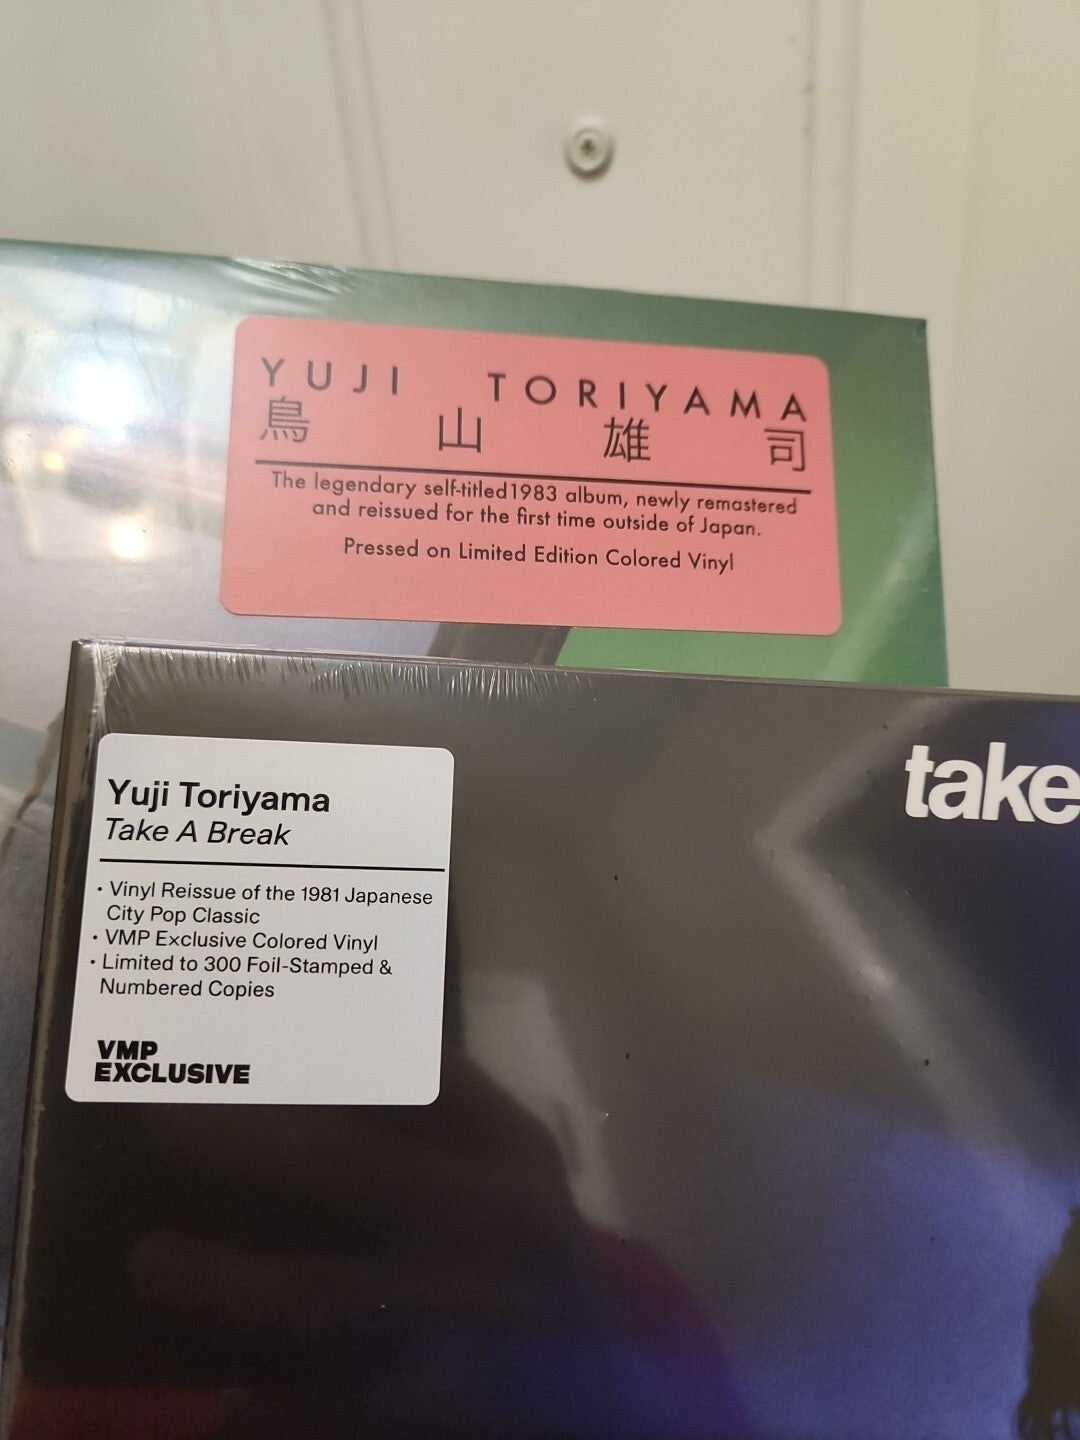 YUJI TORIYAMA
鳥山雄司
The legendary self-titled 1983 album, newly remastered
and reissued for the first time outside of Japan.
Pressed on Limited Edition Colored Vinyl
take
Yuji Toriyama
Take A Break
• Vinyl Reissue of the 1981 Japanese
City Pop Classic
• VMP Exclusive Colored Vinyl
• Limited to 300 Foil-Stamped &
Numbered Copies
VMP
EXCLUSIVE